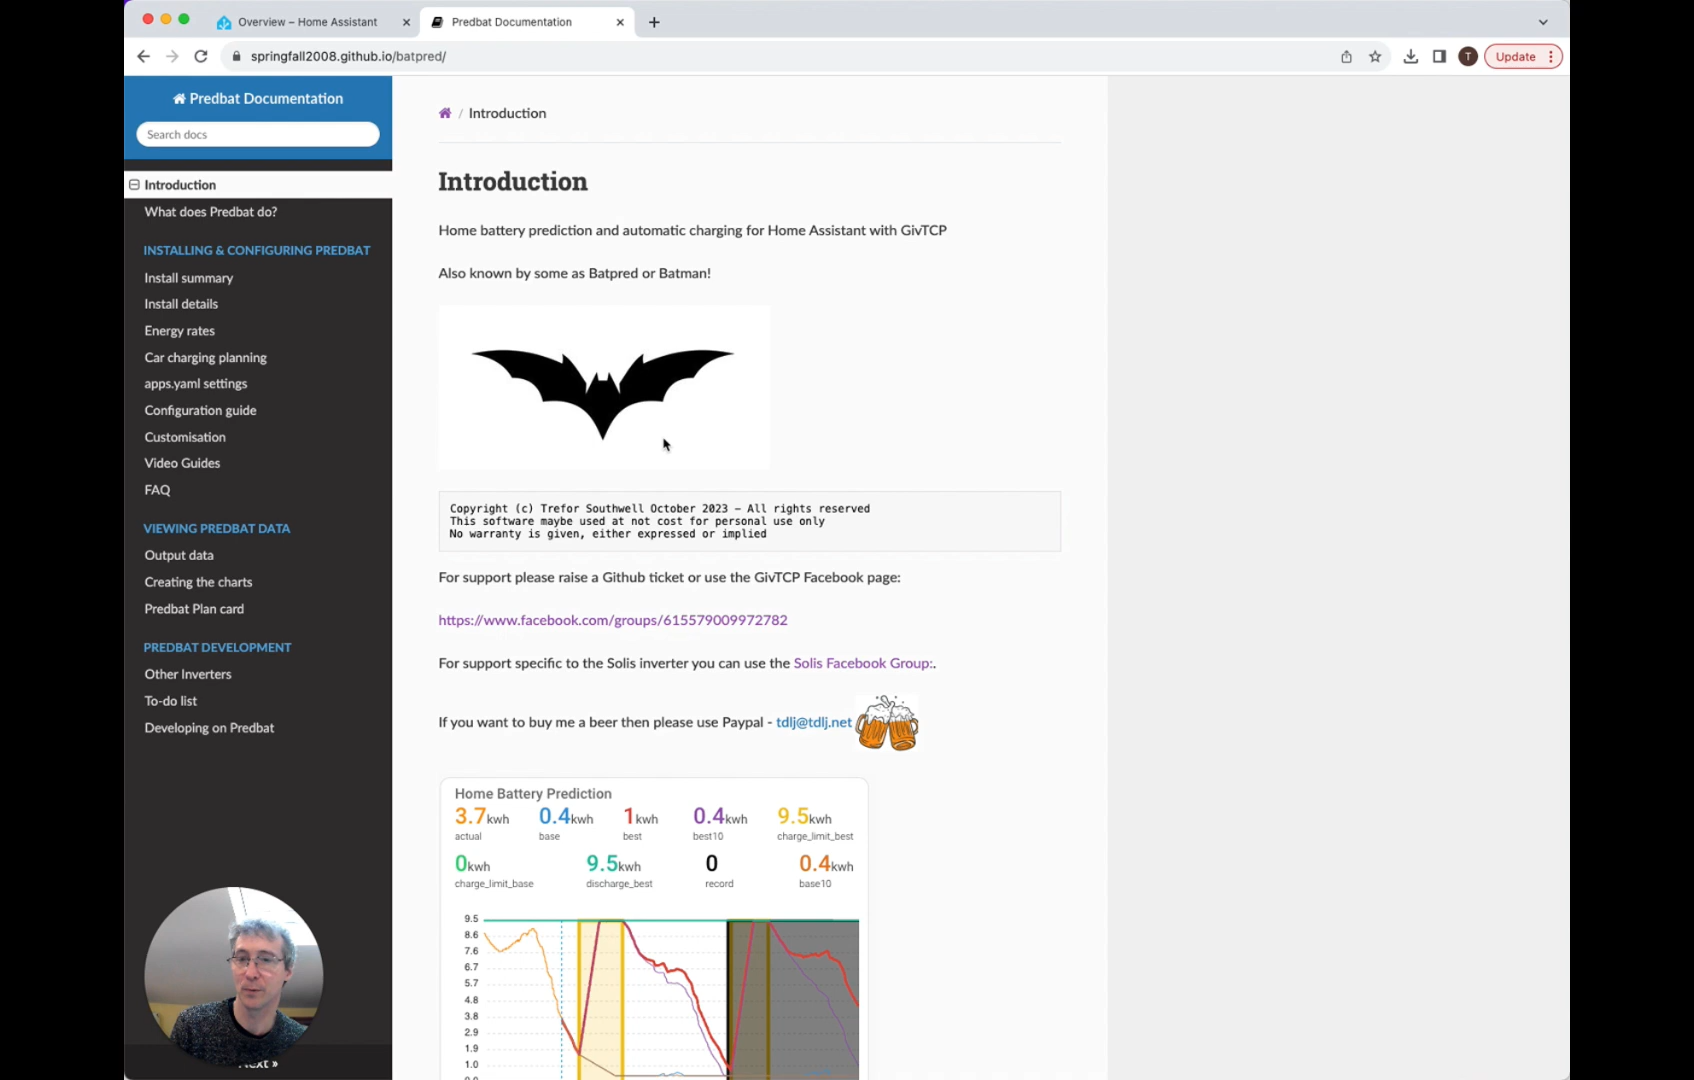 Overview – Home Assistant
Predbat Documentation
springfall2008.github.io/batpred/
T
Update
Predbat Documentation
Search docs
Introduction
What does Predbat do?
INSTALLING & CONFIGURING PREDBAT
Install summary
Install details
Energy rates
Car charging planning
apps.yaml settings
Configuration guide
Customisation
Video Guides
FAQ
VIEWING PREDBAT DATA
Output data
Creating the charts
Predbat Plan card
PREDBAT DEVELOPMENT
Other Inverters
To-do list
Developing on Predbat
Next »
/ Introduction
Introduction
Home battery prediction and automatic charging for Home Assistant with GivTCP
Also known by some as Batpred or Batman!
Copyright (c) Trefor Southwell October 2023 – All rights reserved
This software maybe used at not cost for personal use only
No warranty is given, either expressed or implied
For support please raise a Github ticket or use the GivTCP Facebook page:
https://www.facebook.com/groups/615579009972782
For support specific to the Solis inverter you can use the Solis Facebook Group:.
If you want to buy me a beer then please use Paypal - tdlj@tdlj.net
Home Battery Prediction
3.7kwh 0.4kwh 1kwh 0.4kwh 9.5kwh
actual base best best10 charge_limit_best
0kwh 9.5kwh 0 0.4kwh
charge_limit_base discharge_best record base10
9.5
8.6
7.6
6.7
5.7
4.8
3.8
2.9
1.9
1.0